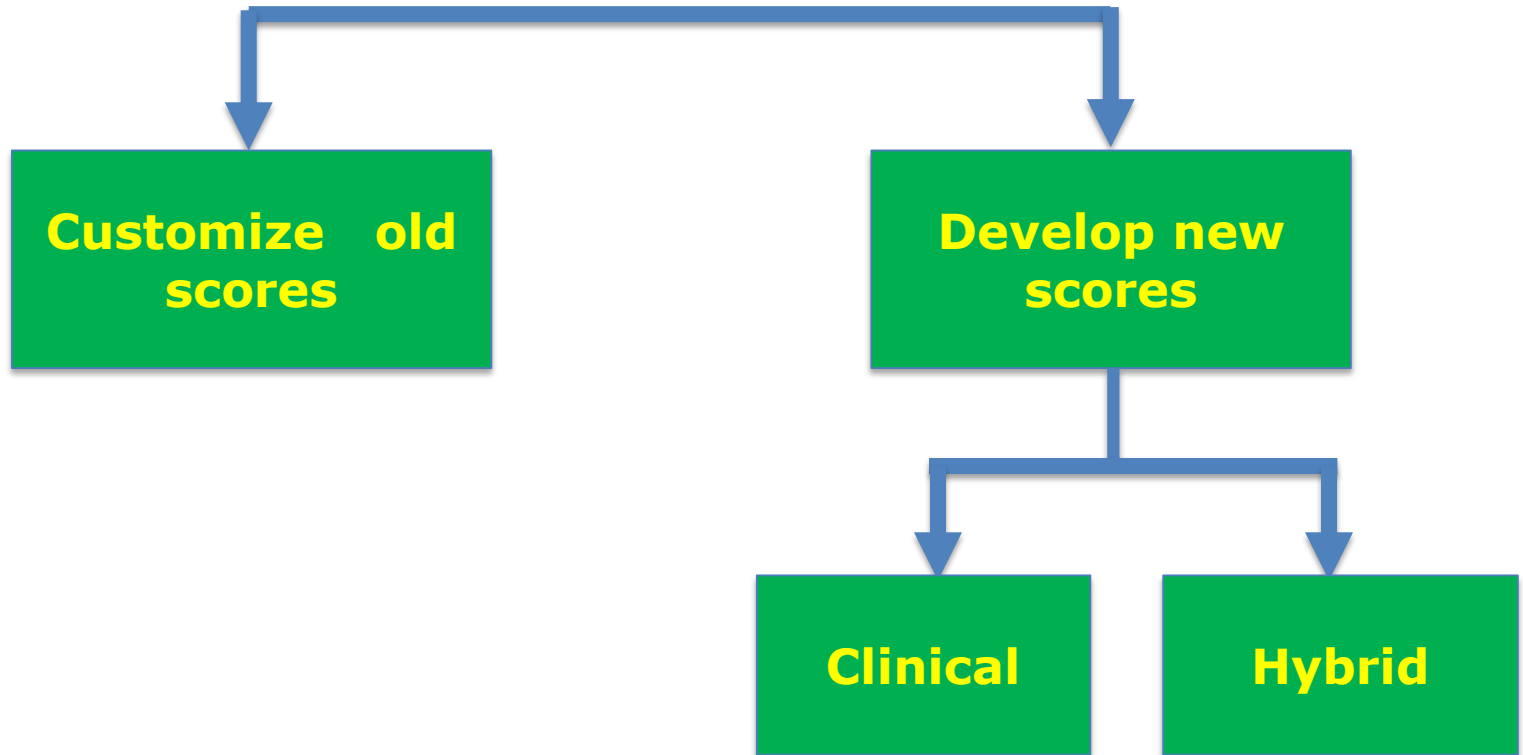 Customize old
scores
Develop new
scores
Clinical
Hybrid